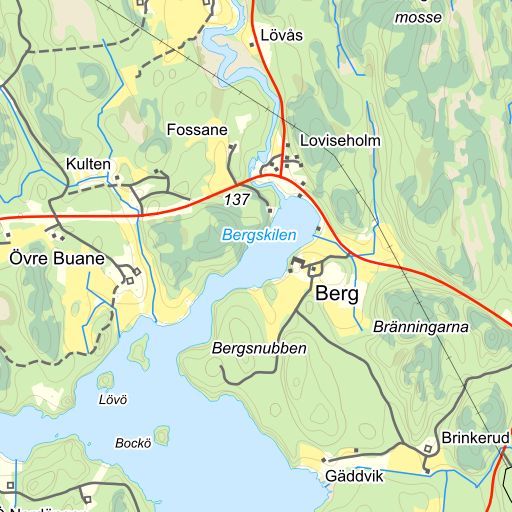 mosse
Lövås
Fossane
Loviseholm
Kulten
137
Bergskilen
Övre Buane
Berg
Bränningarna
Bergsnubben
Lövö
Bockö
Brinkerud
Gäddvik